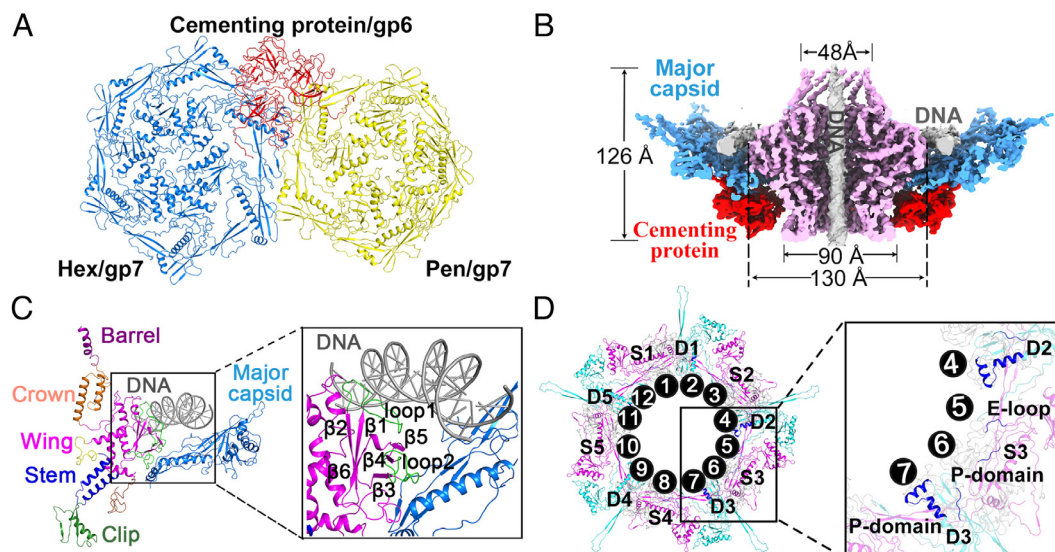 A
Cementing protein/gp6
Hex/gp7
Pen/gp7
B
48Å
Major
capsid
DNA
DNA
126 Å
Cementing
protein
90 Å
130 Å
C
Barrel
Crown
DNA
Major
capsid
Wing
Stem
Clip
DNA
loop1
β2
β1
β5
β4
loop2
β6
β3
D
S1
D1
S2
D5
1
2
3
12
4
D2
11
5
S5
10
6
S3
9
8
7
D4
D3
S4
4
D2
5
E-loop
6
S3
P-domain
7
P-domain
D3